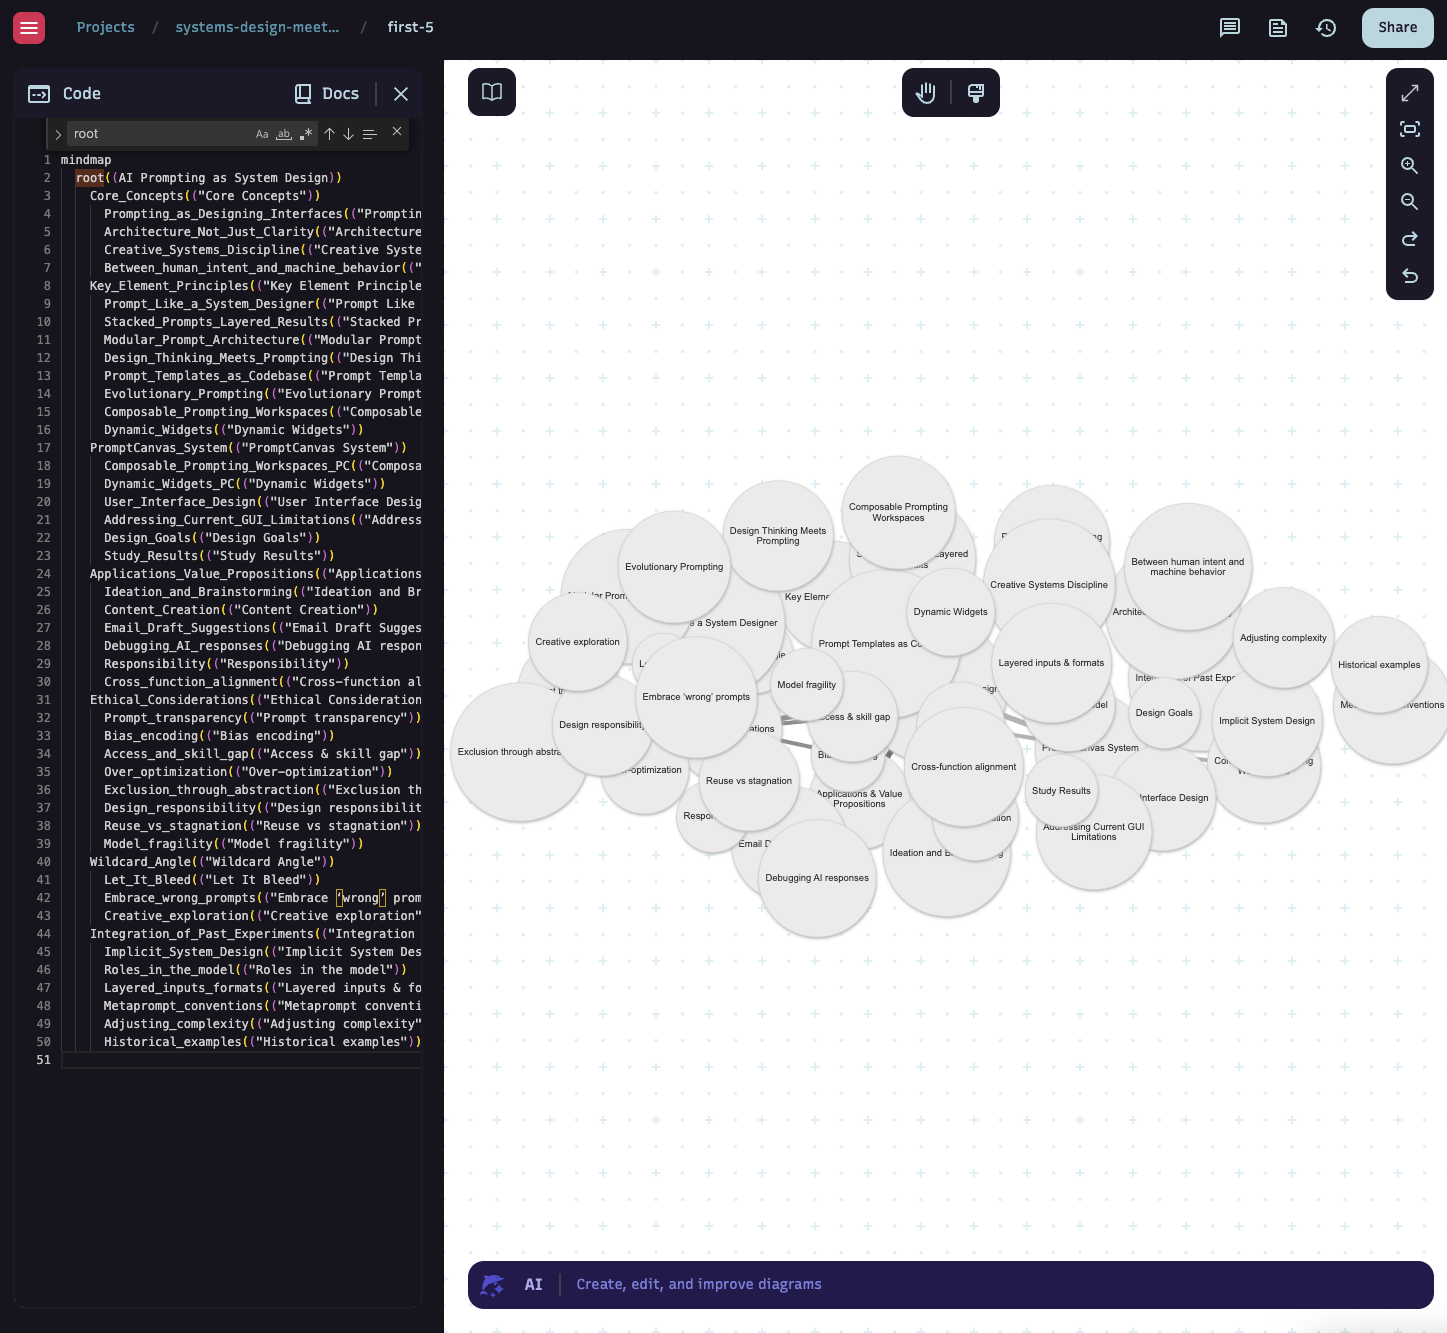 Projects / systems-design-meet... / first-5
Share
Code
Docs
root
Aa ab
1 mindmap
2 root((AI Prompting as System Design))
3 Core_Concepts(("Core Concepts"))
4 Prompting_as_Designing_Interfaces(("Promptin
5 Architecture_Not_Just_Clarity(("Architecture
6 Creative_Systems_Discipline(("Creative Syste
7 Between_human_intent_and_machine_behavior(("
8 Key_Element_Principles(("Key Element Principle
9 Prompt_Like_a_System_Designer(("Prompt Like
10 Stacked_Prompts_Layered_Results(("Stacked Pr
11 Modular_Prompt_Architecture(("Modular Prompt
12 Design_Thinking_Meets_Prompting(("Design Thi
13 Prompt_Templates_as_Codebase(("Prompt Templa
14 Evolutionary_Prompting(("Evolutionary Prompt
15 Composable_Prompting_Workspaces(("Composable
16 Dynamic_Widgets(("Dynamic Widgets"))
17 PromptCanvas_System(("PromptCanvas System"))
18 Composable_Prompting_Workspaces_PC(("Composa
19 Dynamic_Widgets_PC(("Dynamic Widgets"))
20 User_Interface_Design(("User Interface Desig
21 Addressing_Current_GUI_Limitations(("Address
22 Design_Goals(("Design Goals"))
23 Study_Results(("Study Results"))
24 Applications_Value_Propositions(("Applications
25 Ideation_and_Brainstorming(("Ideation and Br
26 Content_Creation(("Content Creation"))
27 Email_Draft_Suggestions(("Email Draft Sugges
28 Debugging_AI_responses(("Debugging AI respon
29 Responsibility(("Responsibility"))
30 Cross_function_alignment(("Cross-function al
31 Ethical_Considerations(("Ethical Consideration
32 Prompt_transparency(("Prompt transparency"))
33 Bias_encoding(("Bias encoding"))
34 Access_and_skill_gap(("Access & skill gap"))
35 Over_optimization(("Over-optimization"))
36 Exclusion_through_abstraction(("Exclusion th
37 Design_responsibility(("Design responsibilit
38 Reuse_vs_stagnation(("Reuse vs stagnation"))
39 Model_fragility(("Model fragility"))
40 Wildcard_Angle(("Wildcard Angle"))
41 Let_It_Bleed(("Let It Bleed"))
42 Embrace_wrong_prompts(("Embrace ‘wrong’ prom
43 Creative_exploration(("Creative exploration"
44 Integration_of_Past_Experiments(("Integration
45 Implicit_System_Design(("Implicit System Des
46 Roles_in_the_model(("Roles in the model"))
47 Layered_inputs_formats(("Layered inputs & fo
48 Metaprompt_conventions(("Metaprompt conventi
49 Adjusting_complexity(("Adjusting complexity"
50 Historical_examples(("Historical examples"))
51
Composable Prompting
Workspaces
Design Thinking Meets
Prompting
ayered
Evolutionary Prompting
Between human intent and
machine behavior
Creative Systems Discipline
Key Eleme
Dynamic Widgets
Archite
e a System Designer
Creative exploration
Prompt Templates as Co
Adjusting complexity
Layered inputs & formats
Historical examples
Model fragility
Embrace ‘wrong’ prompts
Design Goals
Design responsibility
ccess & skill gap
Implicit System Design
ations
Exclusion through abstra
Cross-function alignment
-optimization
Reuse vs stagnation
Study Results
Interface Design
Applications & Value
Propositions
Respon
Addressing Current GUI
Limitations
Email D
Ideation and B
Debugging AI responses
AI
Create, edit, and improve diagrams